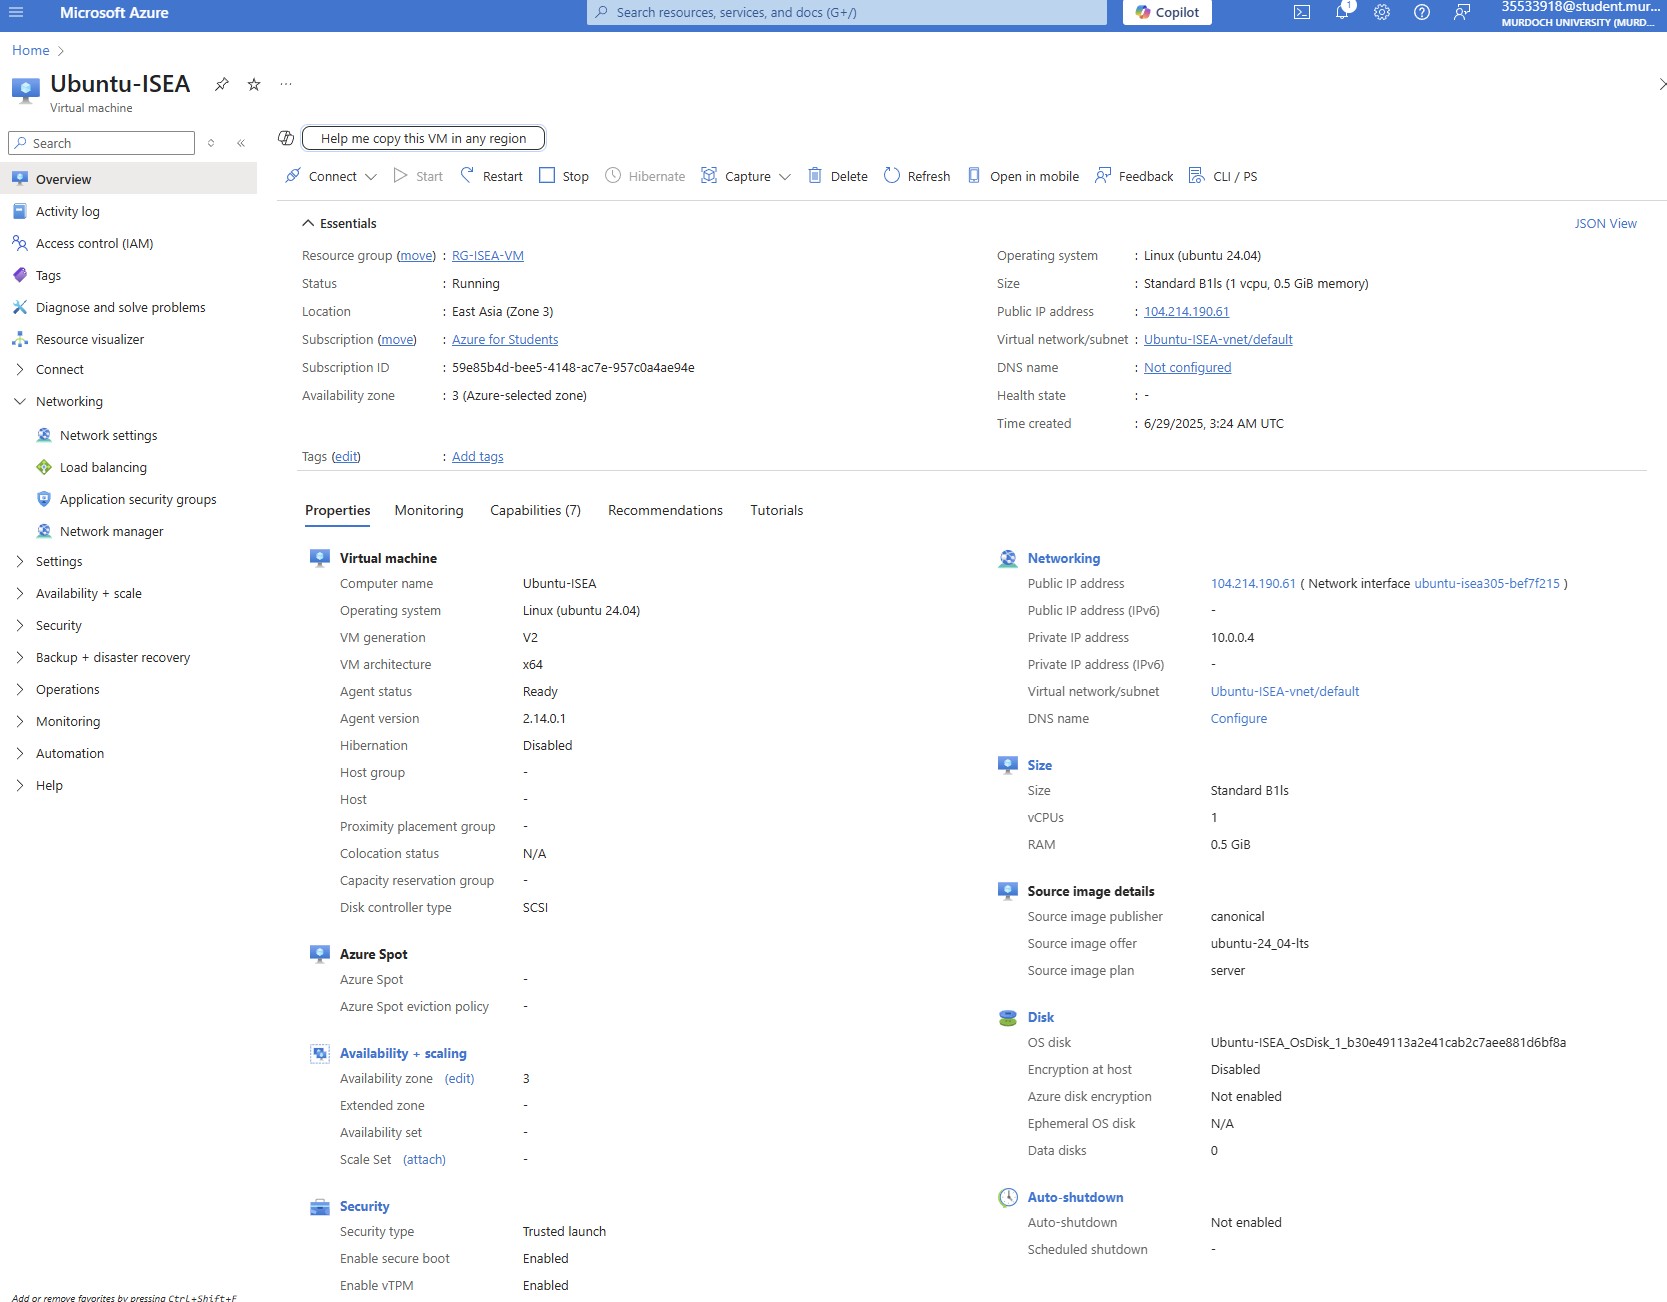 Microsoft Azure
Search resources, services, and docs (G+/)
Copilot
1
35533918@student.mur...
MURDOCH UNIVERSITY (MURD...
Home
Ubuntu-ISEA
Virtual machine
Search
Overview
Activity log
Access control (IAM)
Tags
Diagnose and solve problems
Resource visualizer
Connect
Networking
Network settings
Load balancing
Application security groups
Network manager
Settings
Availability + scale
Security
Backup + disaster recovery
Operations
Monitoring
Automation
Help
Add or remove favorites by pressing Ctrl+Shift+F
Help me copy this VM in any region
Connect Start Restart Stop Hibernate Capture Delete Refresh Open in mobile Feedback CLI / PS
Essentials
JSON View
Resource group (move) : RG-ISEA-VM
Status : Running
Location : East Asia (Zone 3)
Subscription (move) : Azure for Students
Subscription ID : 59e85b4d-bee5-4148-ac7e-957c0a4ae94e
Availability zone : 3 (Azure-selected zone)
Operating system : Linux (ubuntu 24.04)
Size : Standard B1ls (1 vcpu, 0.5 GiB memory)
Public IP address : 104.214.190.61
Virtual network/subnet : Ubuntu-ISEA-vnet/default
DNS name : Not configured
Health state : -
Time created : 6/29/2025, 3:24 AM UTC
Tags (edit) : Add tags
Properties Monitoring Capabilities (7) Recommendations Tutorials
Virtual machine
Computer name Ubuntu-ISEA
Operating system Linux (ubuntu 24.04)
VM generation V2
VM architecture x64
Agent status Ready
Agent version 2.14.0.1
Hibernation Disabled
Host group -
Host -
Proximity placement group -
Colocation status N/A
Capacity reservation group -
Disk controller type SCSI
Azure Spot
Azure Spot -
Azure Spot eviction policy -
Availability + scaling
Availability zone (edit) 3
Extended zone -
Availability set -
Scale Set (attach) -
Security
Security type Trusted launch
Enable secure boot Enabled
Enable vTPM Enabled
Networking
Public IP address 104.214.190.61 ( Network interface ubuntu-isea305-bef7f215 )
Public IP address (IPv6) -
Private IP address 10.0.0.4
Private IP address (IPv6) -
Virtual network/subnet Ubuntu-ISEA-vnet/default
DNS name Configure
Size
Size Standard B1ls
vCPUs 1
RAM 0.5 GiB
Source image details
Source image publisher canonical
Source image offer ubuntu-24_04-lts
Source image plan server
Disk
OS disk Ubuntu-ISEA_OsDisk_1_b30e49113a2e41cab2c7aee881d6bf8a
Encryption at host Disabled
Azure disk encryption Not enabled
Ephemeral OS disk N/A
Data disks 0
Auto-shutdown
Auto-shutdown Not enabled
Scheduled shutdown -